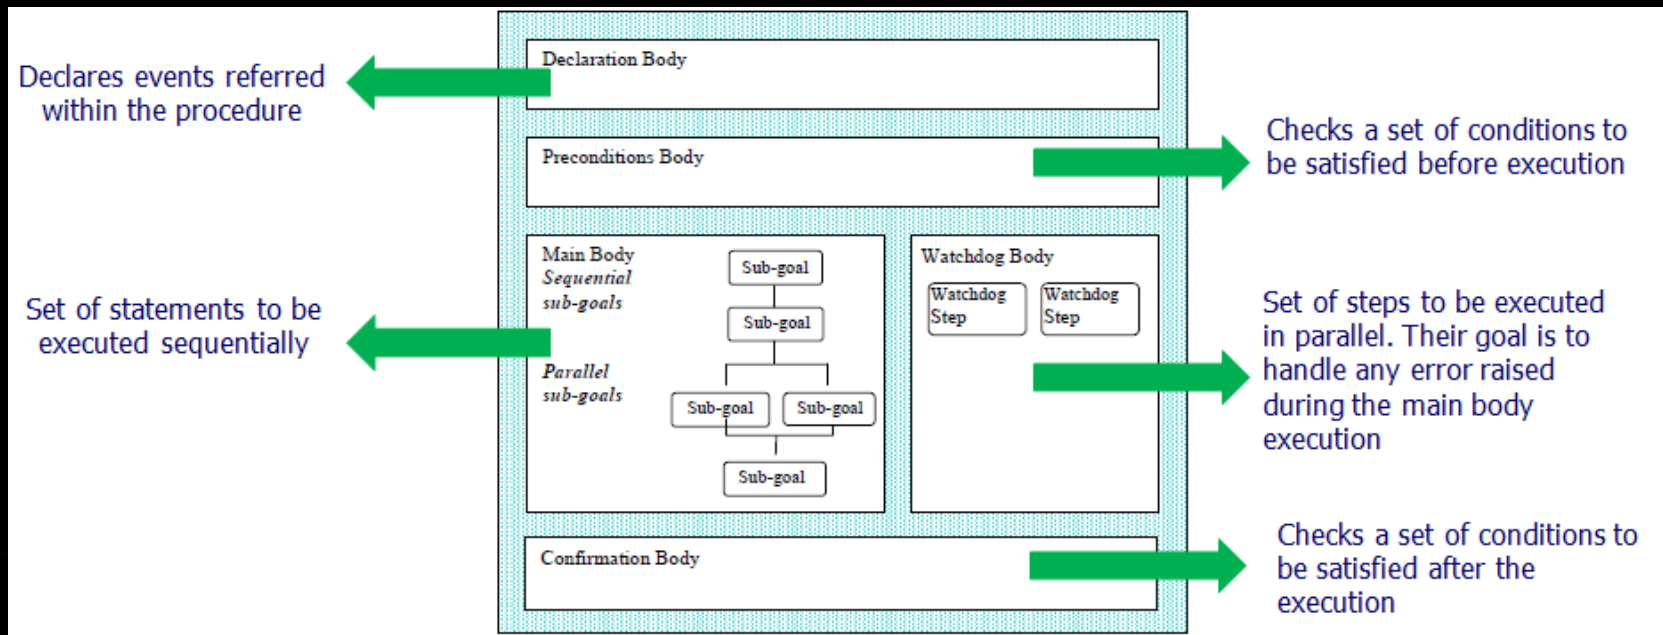 Declares events referred
within the procedure
Declaration Body
Preconditions Body
Checks a set of conditions to
be satisfied before execution
Set of statements to be
executed sequentially
Main Body
Sequential
sub-goals
Parallel
sub-goals
Sub-goal
Sub-goal
Sub-goal
Sub-goal
Sub-goal
Watchdog Body
Watchdog
Step
Watchdog
Step
Set of steps to be executed
in parallel. Their goal is to
handle any error raised
during the main body
execution
Confirmation Body
Checks a set of conditions to
be satisfied after the
execution